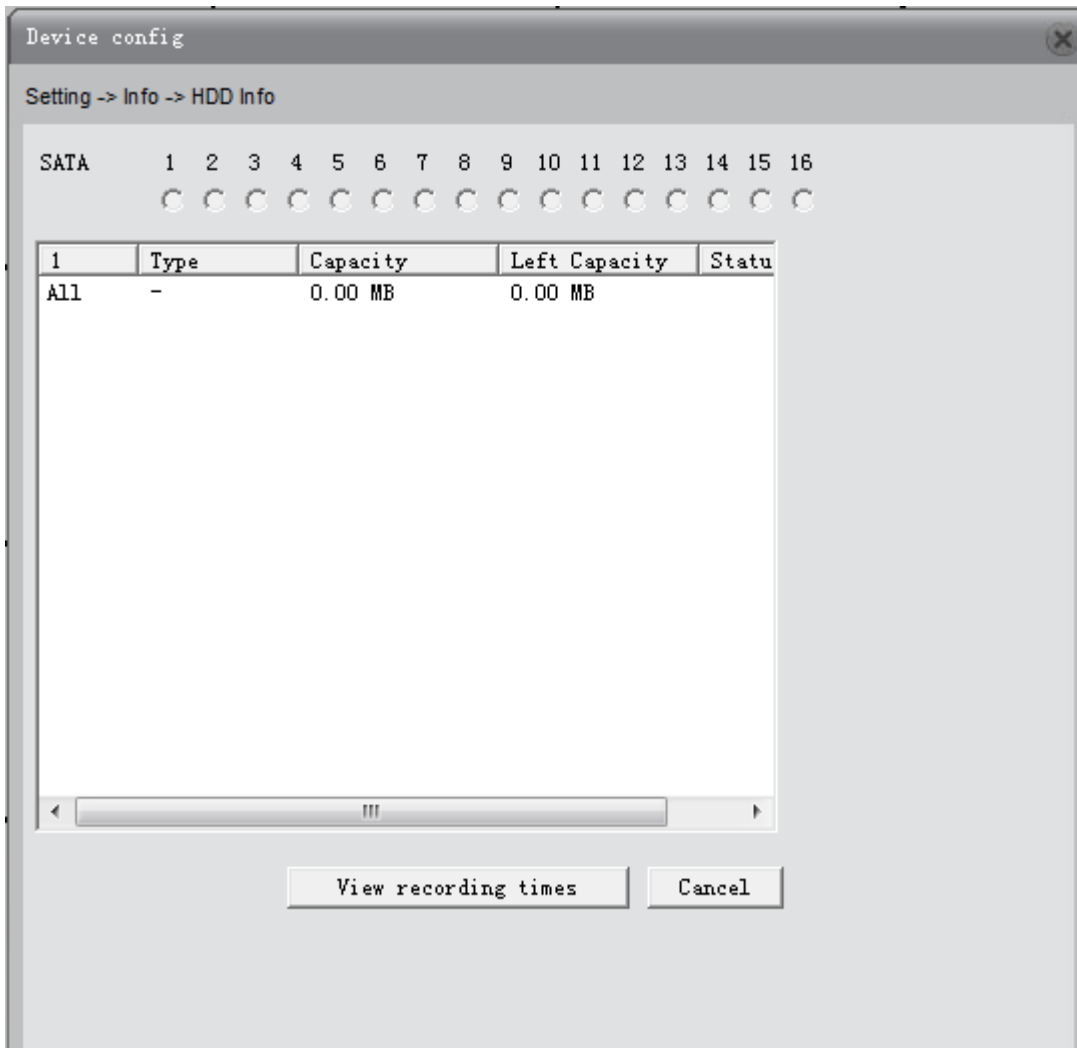 Device config
Setting -> Info -> HDD Info
SATA 1 2 3 4 5 6 7 8 9 10 11 12 13 14 15 16
1 Type Capacity Left Capacity Statu
All - 0.00 MB 0.00 MB
View recording times Cancel